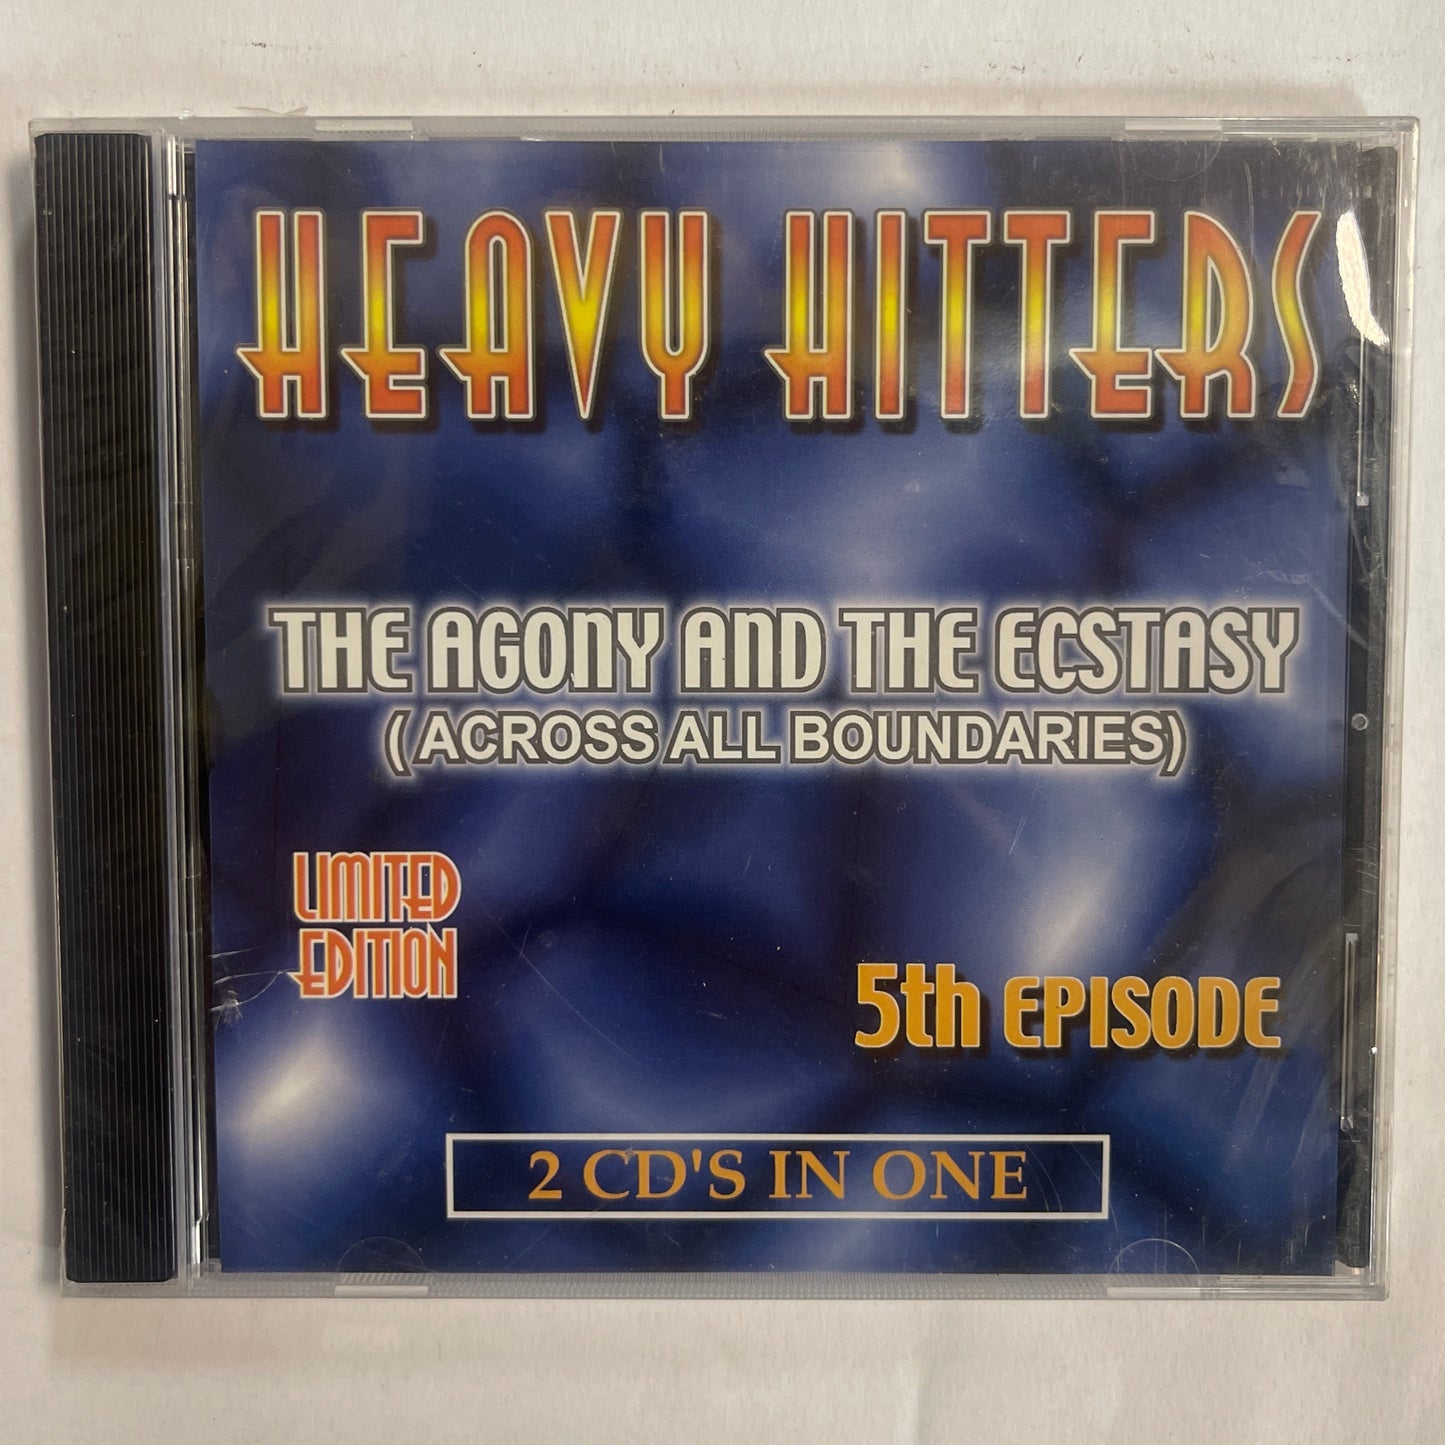 HEAVY HITTERS
THE AGONY AND THE ECSTASY
(ACROSS ALL BOUNDARIES)
LIMITED
EDITION
5th EPISODE
2 CD'S IN ONE